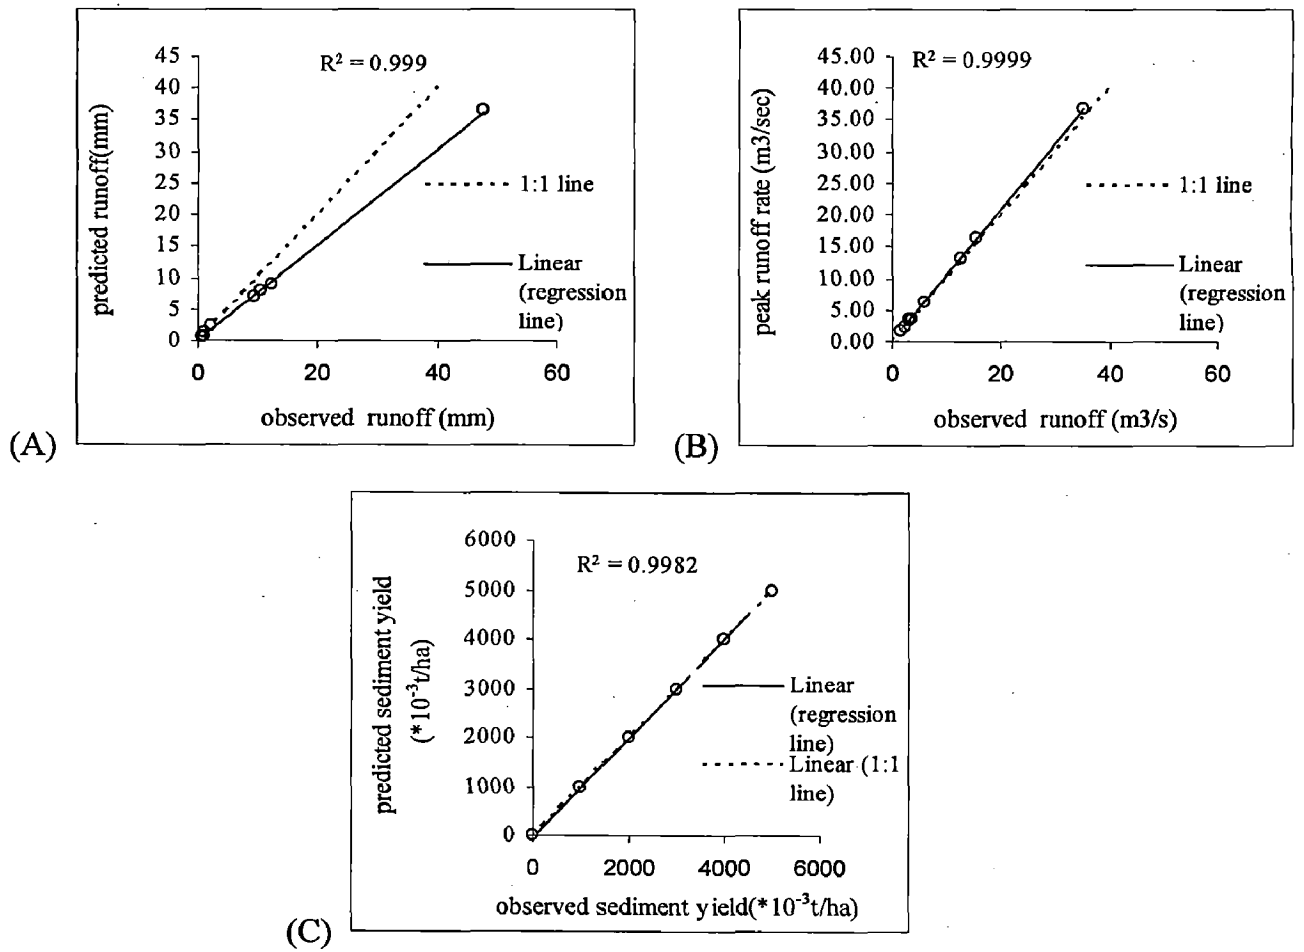 R² = 0.999
45
40
35
30
25
20
15
10
5
0
predicted runoff(mm)
1:1 line
Linear
(regression
line)
0 20 40 60
observed runoff (mm)
(A)
R² = 0.9999
45.00
40.00
35.00
30.00
25.00
20.00
15.00
10.00
5.00
0.00
peak runoff rate (m3/sec)
1:1 line
Linear
(regression
line)
0 20 40 60
observed runoff (m3/s)
(B)
R² = 0.9982
6000
5000
4000
3000
2000
1000
0
predicted sediment yield
(*10⁻³t/ha)
Linear
(regression
line)
Linear (1:1
line)
0 2000 4000 6000
observed sediment yield(*10⁻³t/ha)
(C)